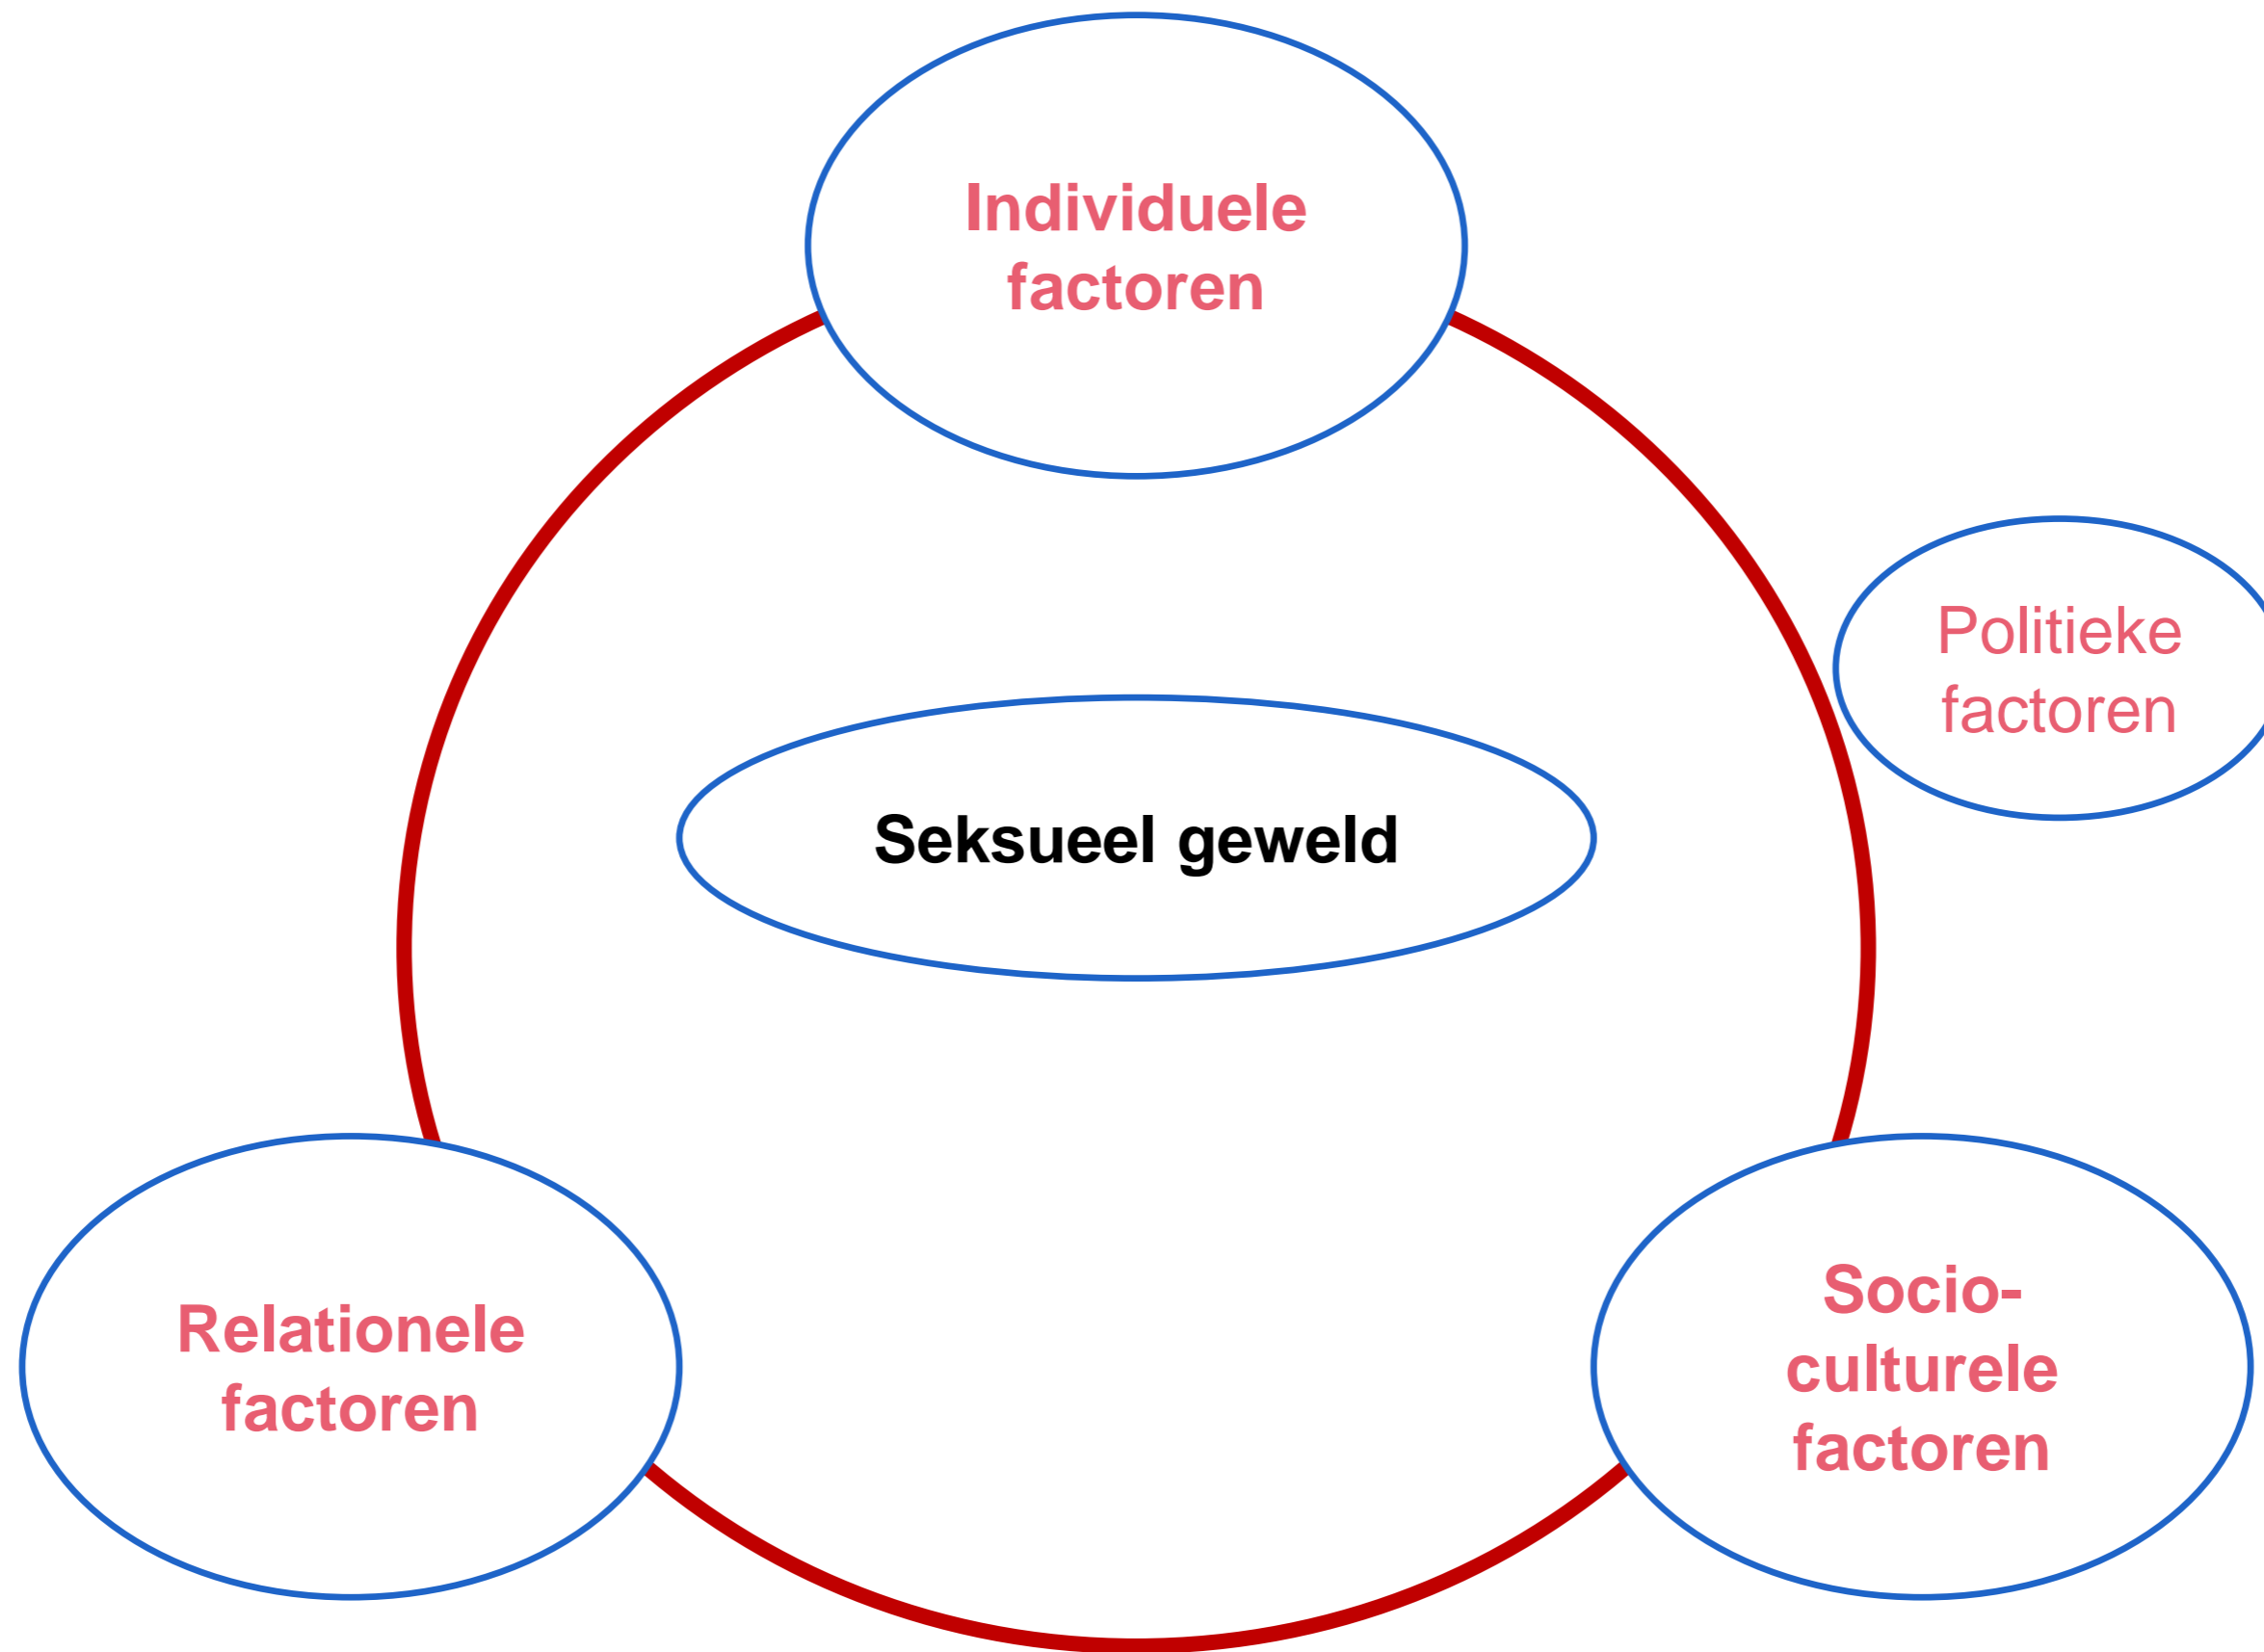 Individuele
factoren
Politieke
factoren
Seksueel geweld
Relationele
factoren
Socio-
culturele
factoren